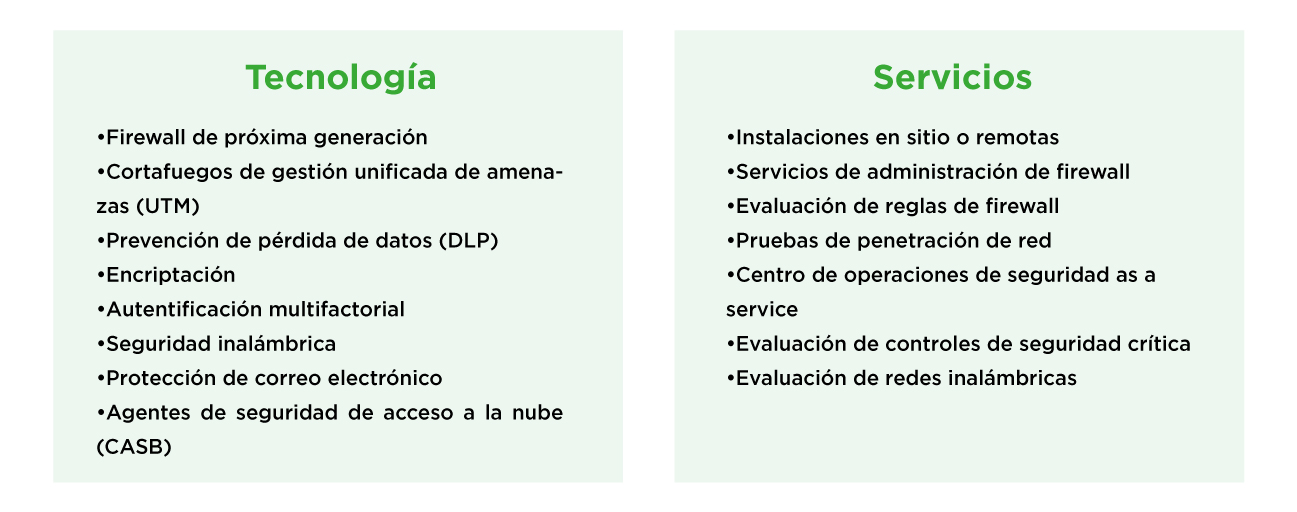 Tecnología
•Firewall de próxima generación
•Cortafuegos de gestión unificada de amena-
zas (UTM)
•Prevención de pérdida de datos (DLP)
•Encriptación
•Autentificación multifactorial
•Seguridad inalámbrica
•Protección de correo electrónico
•Agentes de seguridad de acceso a la nube
(CASB)
Servicios
•Instalaciones en sitio o remotas
•Servicios de administración de firewall
•Evaluación de reglas de firewall
•Pruebas de penetración de red
•Centro de operaciones de seguridad as a
service
•Evaluación de controles de seguridad crítica
•Evaluación de redes inalámbricas